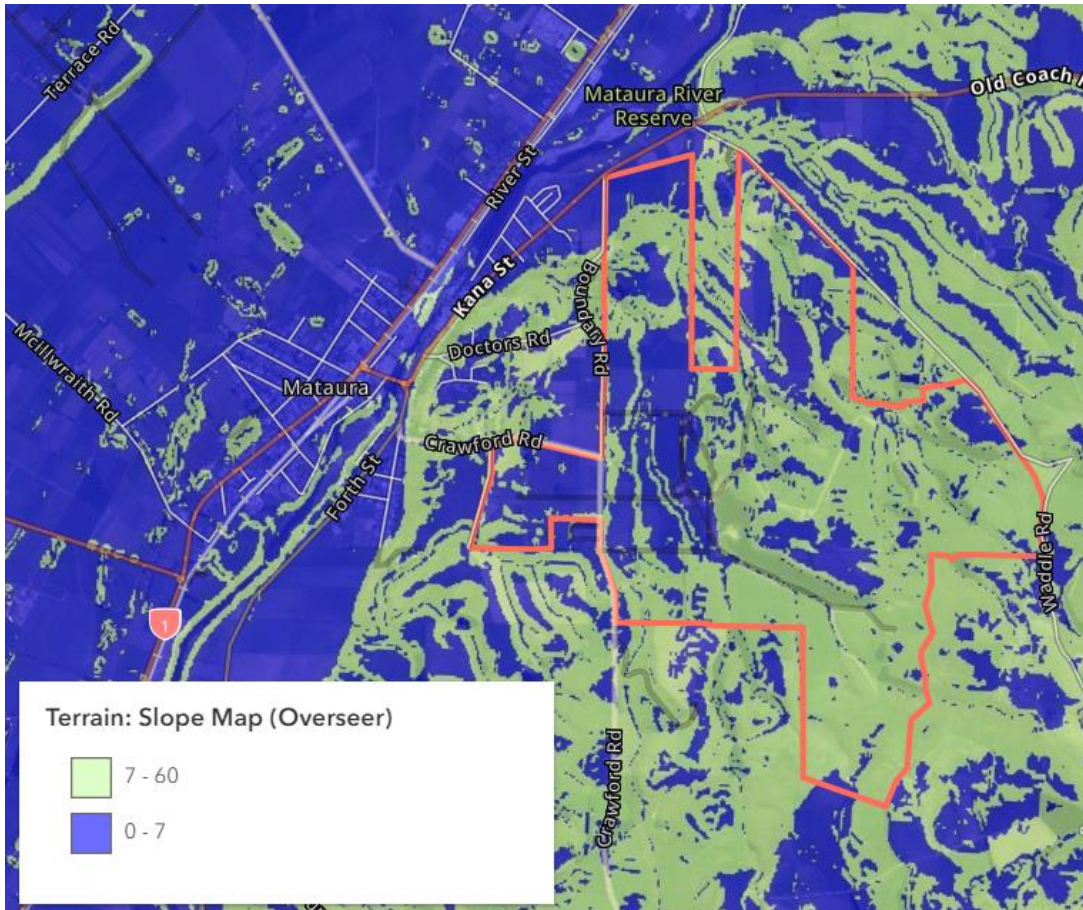 Terrace Rd
Mataura River
Reserve
Old Coach
River St
Kana St
Boundary Rd
Doctors Rd
McIllwraith Rd
Mataura
Crawford Rd
Forth St
Waddle Rd
1
Crawford Rd
Terrain: Slope Map (Overseer)
7 - 60
0 - 7